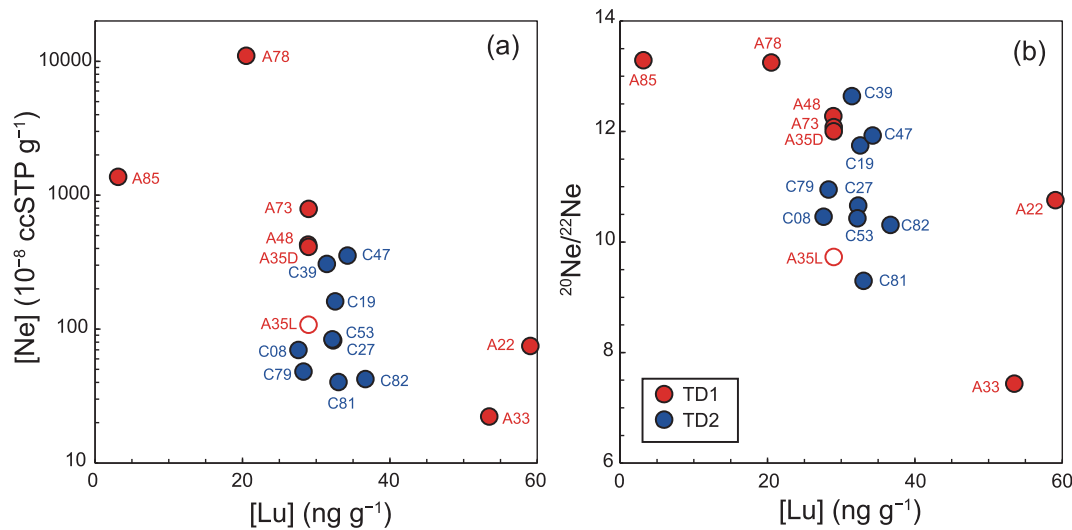 (a)
10000
1000
100
10
0
20
40
60
[Ne] (10⁻⁸ ccSTP g⁻¹)
[Lu] (ng g⁻¹)
A78
A85
A73
A48
A35D
C39
C47
C19
A35L
C53
C27
C08
C79
C81
C82
A22
A33
(b)
14
12
10
8
6
0
20
40
60
²⁰Ne/²²Ne
[Lu] (ng g⁻¹)
A85
A78
C39
A48
A73
A35D
C47
C19
C79
C27
C08
C53
C82
A22
A35L
C81
A33
TD1
TD2